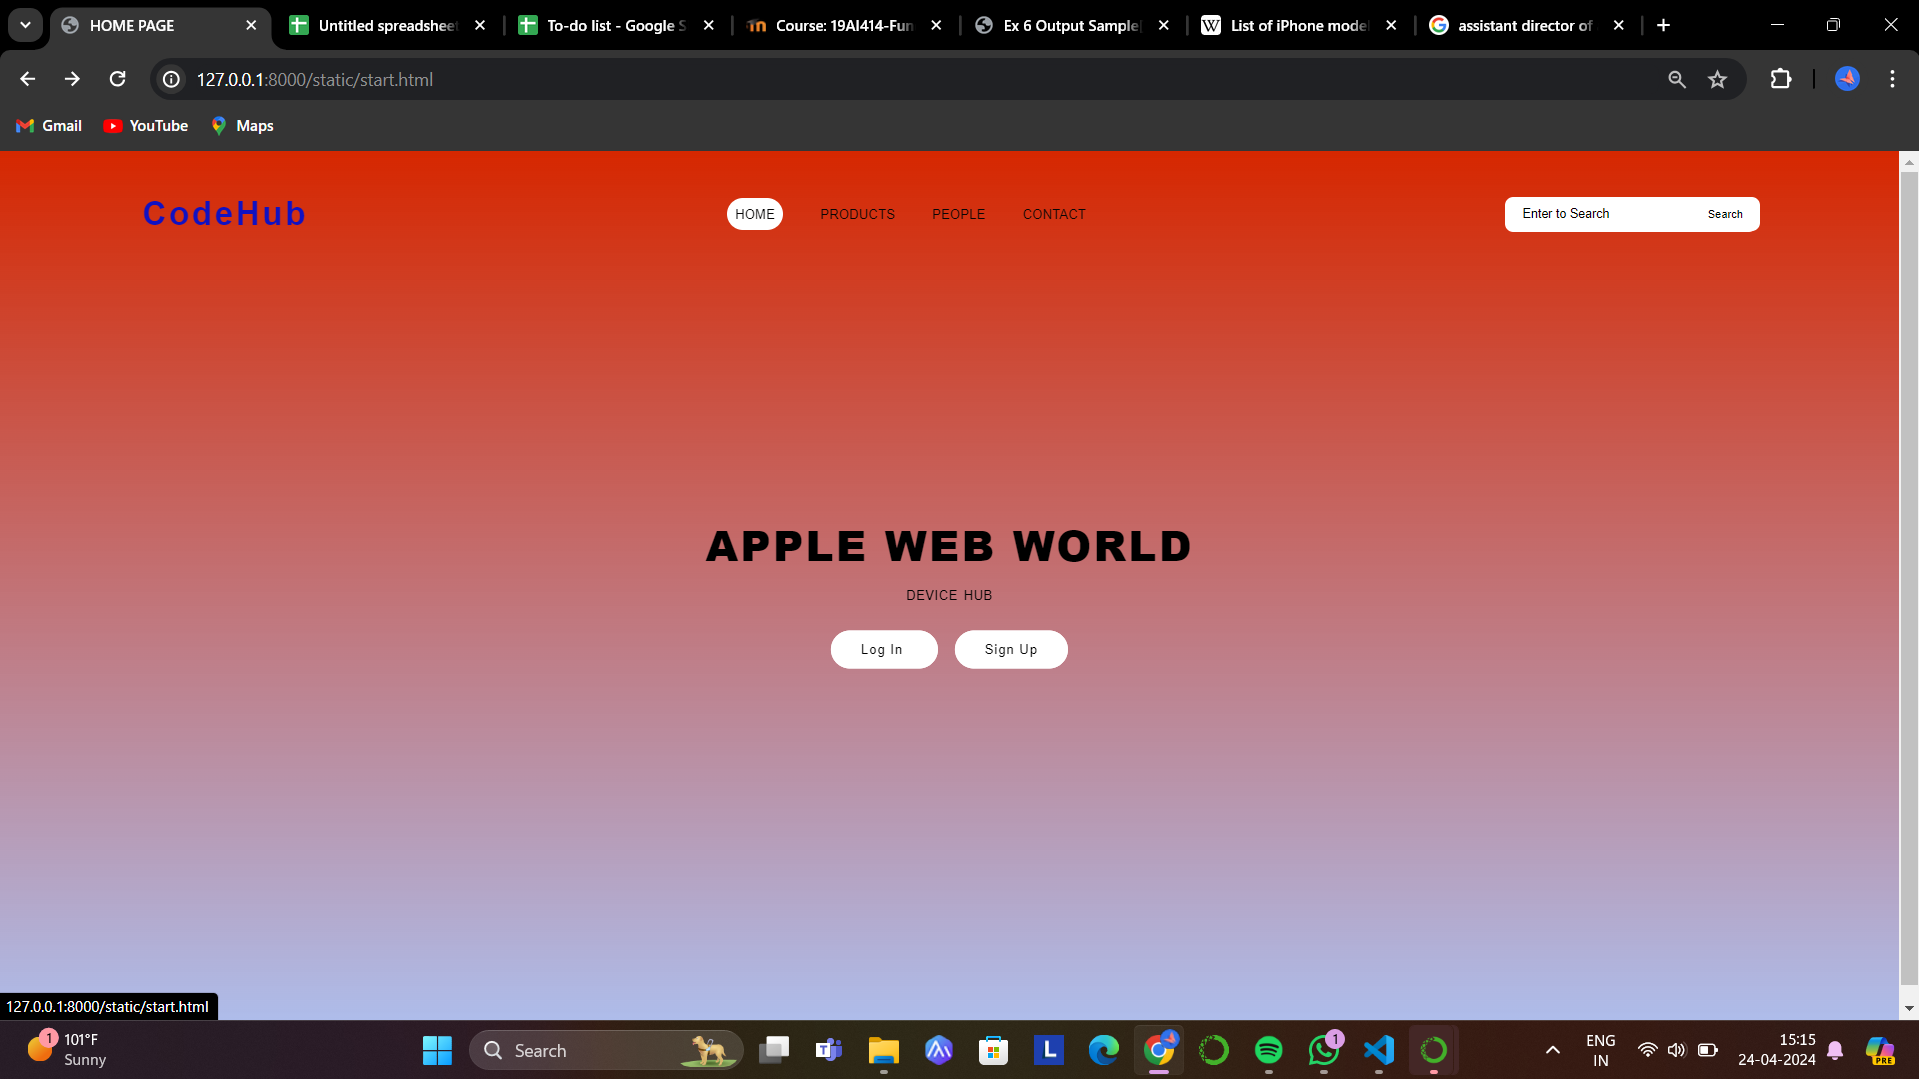 HOME PAGE
Untitled spreadsheet
To-do list - Google S
Course: 19AI414-Fun
Ex 6 Output Sample
List of iPhone model
assistant director of
127.0.0.1:8000/static/start.html
Gmail
YouTube
Maps
CodeHub
HOME
PRODUCTS
PEOPLE
CONTACT
Enter to Search
Search
APPLE WEB WORLD
DEVICE HUB
Log In
Sign Up
127.0.0.1:8000/static/start.html
1
101°F
Sunny
Search
L
1
ENG
IN
15:15
24-04-2024
PRE